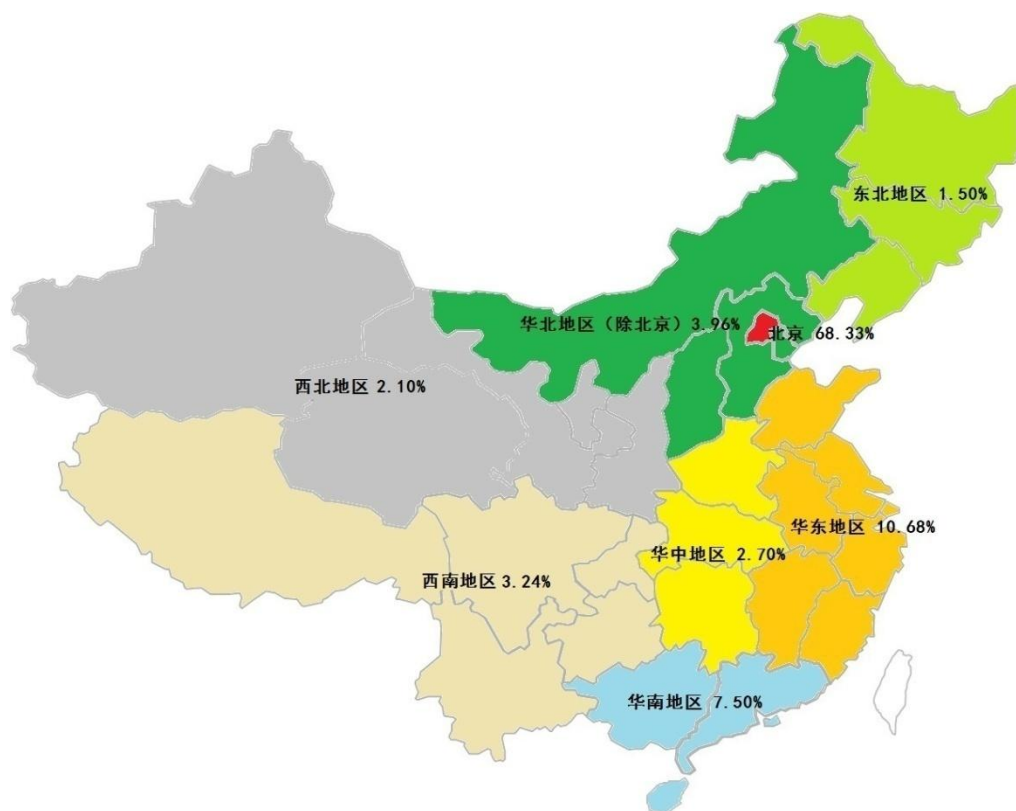 东北地区 1.50%
华北地区（除北京）3.96%
北京 68.33%
西北地区 2.10%
华东地区 10.68%
华中地区 2.70%
西南地区 3.24%
华南地区 7.50%